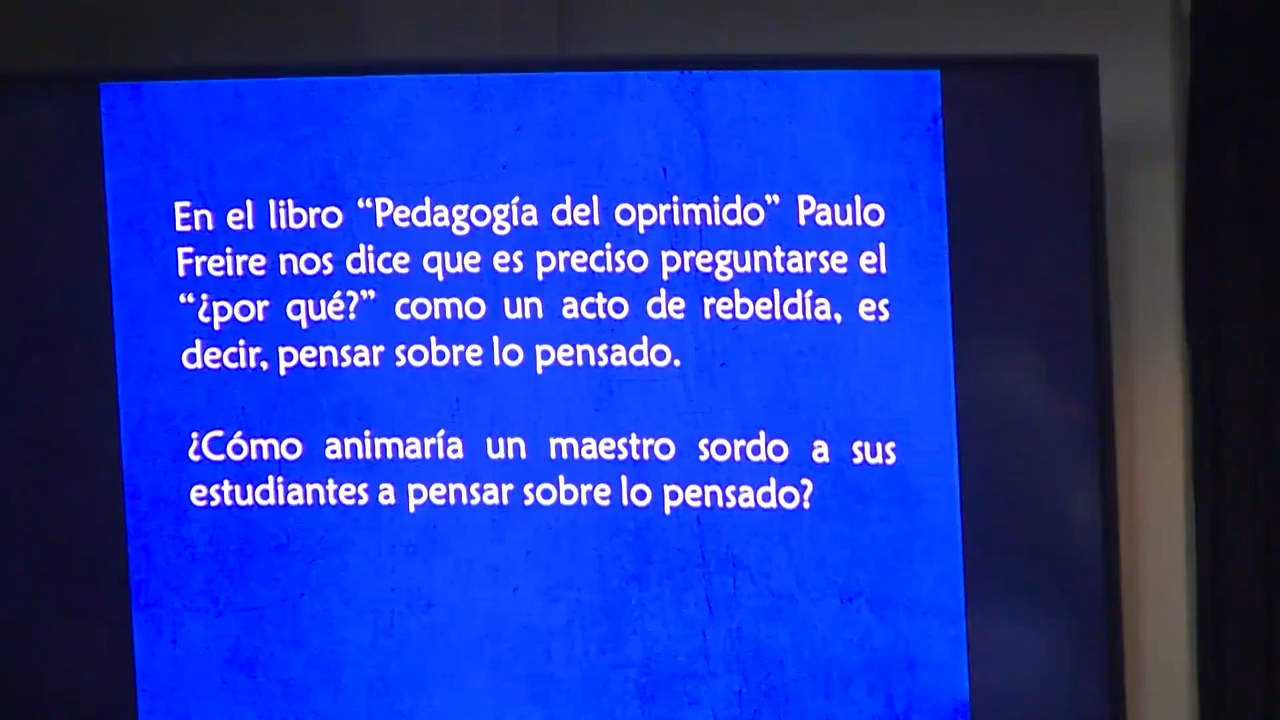 En el libro “Pedagogía del oprimido” Paulo
Freire nos dice que es preciso preguntarse el
“¿por qué?” como un acto de rebeldía, es
decir, pensar sobre lo pensado.
¿Cómo animaría un maestro sordo a sus
estudiantes a pensar sobre lo pensado?